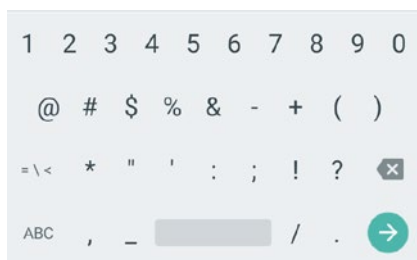 1 2 3 4 5 6 7 8 9 0
@ # $ % & - + ( )
= \ < * " ' : ; ! ?
ABC , _ / .